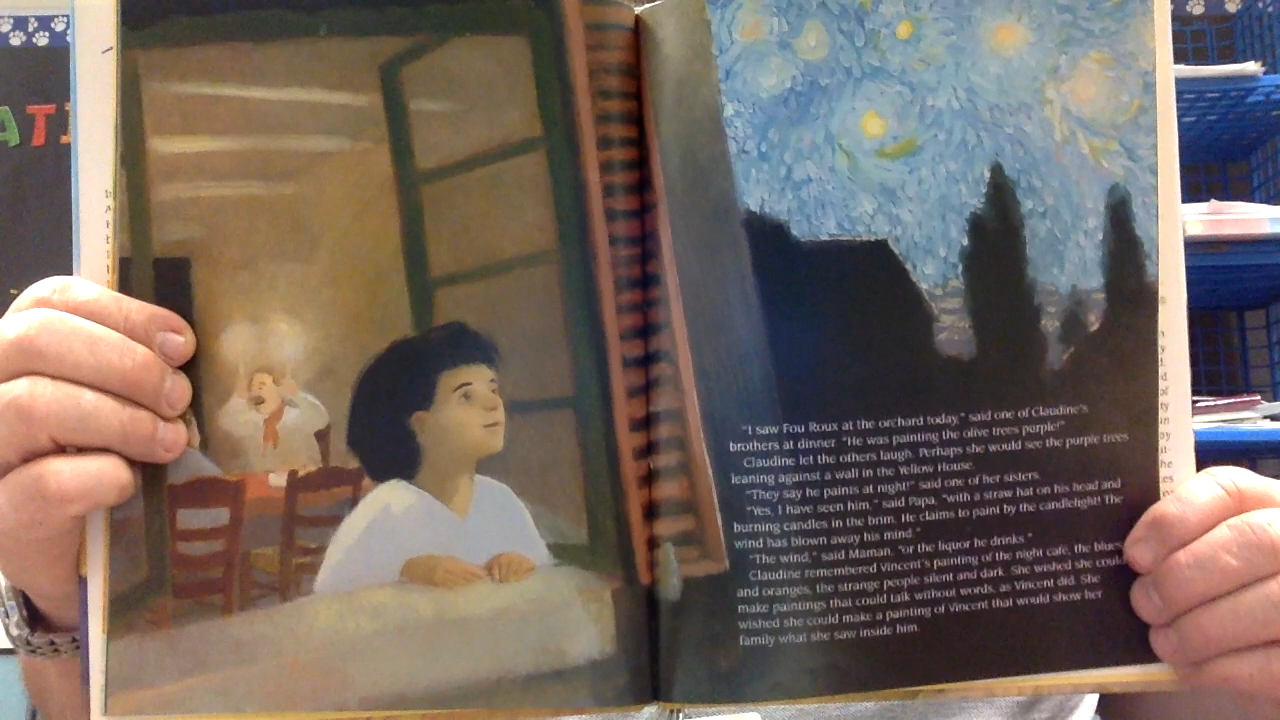 ATI
"I saw Fou Roux at the orchard today," said one of Claudine's
brothers at dinner. "He was painting the olive trees purple!"
Claudine let the others laugh. Perhaps she would see the purple trees
leaning against a wall in the Yellow House.
"They say he paints at night!" said one of her sisters.
"Yes, I have seen him," said Papa, "with a straw hat on his head and
burning candles in the brim. He claims to paint by the candlelight! The
wind has blown away his mind."
"The wind," said Maman, "or the liquor he drinks."
Claudine remembered Vincent's painting of the night café, the blues
and oranges, the strange people silent and dark. She wished she could
make paintings that could talk without words, as Vincent did. She
wished she could make a painting of Vincent that would show her
family what she saw inside him.